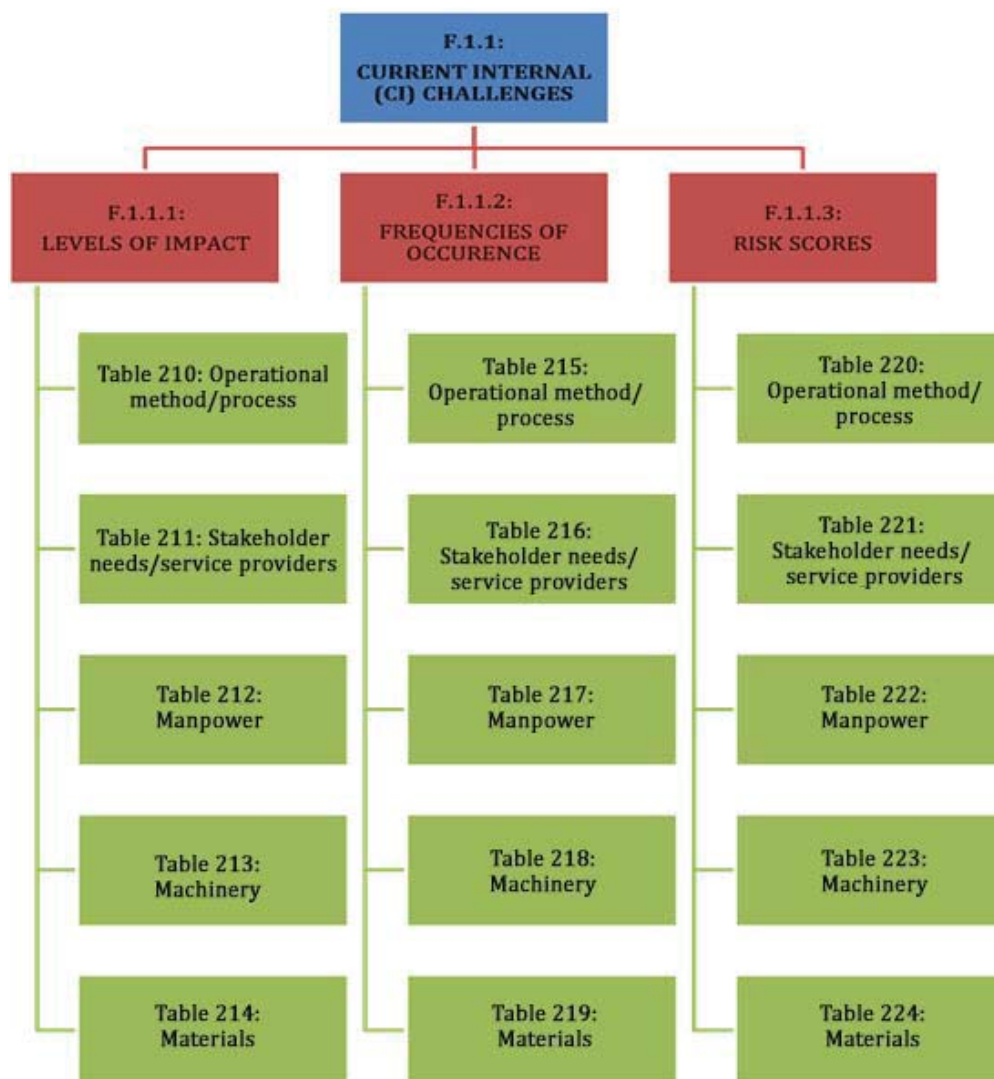 F.1.1:
CURRENT INTERNAL
(CI) CHALLENGES
F.1.1.1:
LEVELS OF IMPACT
F.1.1.2:
FREQUENCIES OF
OCCURENCE
F.1.1.3:
RISK SCORES
Table 210: Operational
method/process
Table 215:
Operational method/
process
Table 220:
Operational method/
process
Table 211: Stakeholder
needs/service providers
Table 216:
Stakeholder needs/
service providers
Table 221:
Stakeholder needs/
service providers
Table 212:
Manpower
Table 217:
Manpower
Table 222:
Manpower
Table 213:
Machinery
Table 218:
Machinery
Table 223:
Machinery
Table 214:
Materials
Table 219:
Materials
Table 224:
Materials